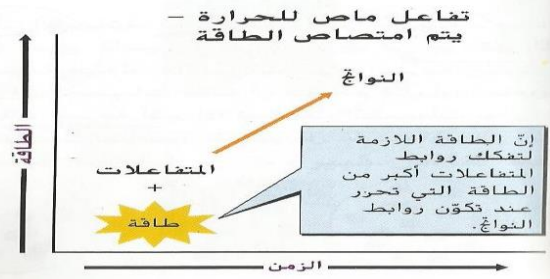 تفاعل ماص للحرارة –
يتم امتصاص الطاقة
النواتج
الطاقة
المتفاعلات
+
طاقة
إنّ الطاقة اللازمة
لتفكك روابط
المتفاعلات أكبر من
الطاقة التي تحرر
عند تكوّن روابط
النواتج.
الزمن